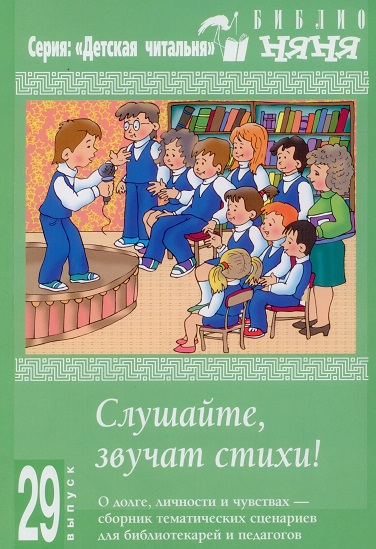 Серия: «Детская читальня»
БИБЛИО
НЯНЯ
Слушайте,
звучат стихи!
29
выпуск
О долге, личности и чувствах —
сборник тематических сценариев
для библиотекарей и педагогов